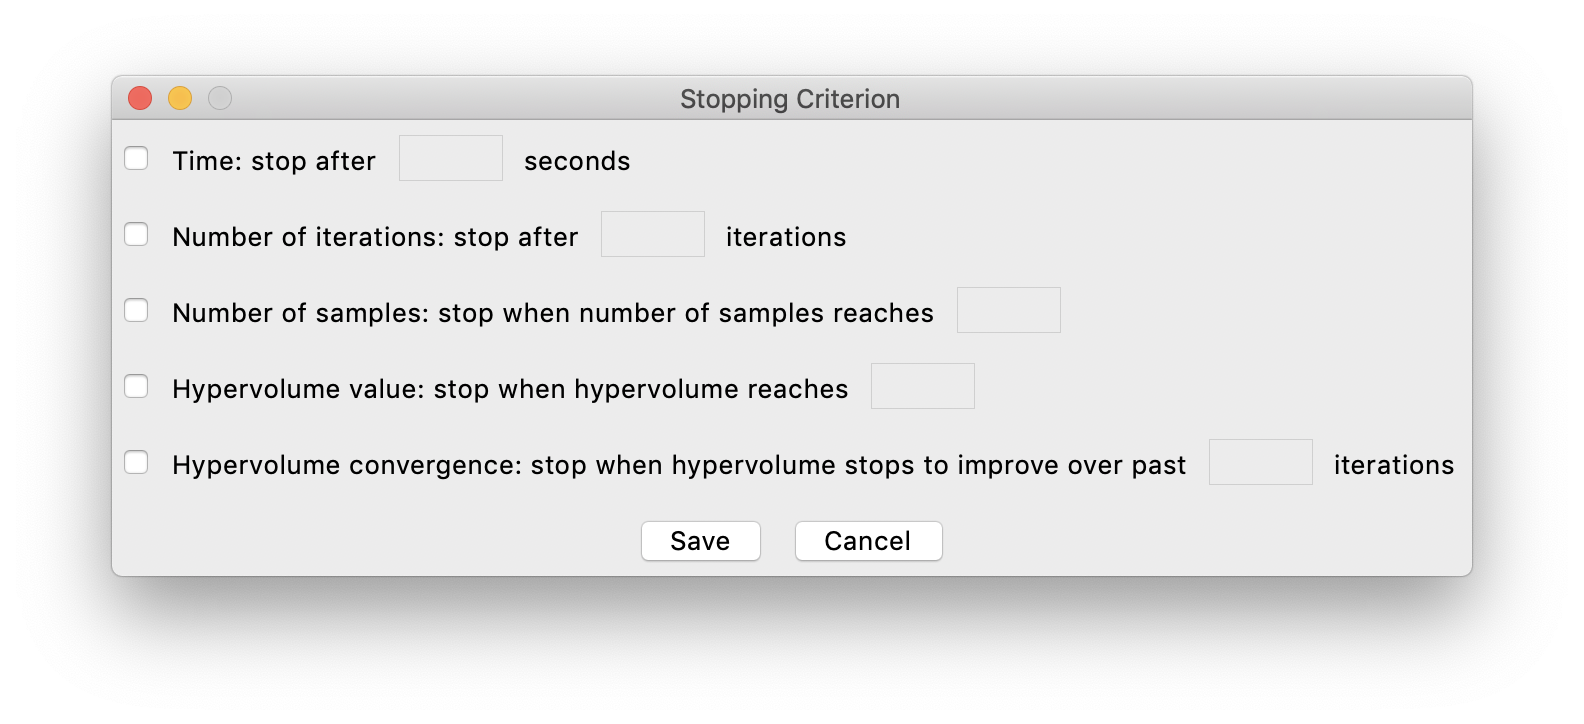 Stopping Criterion
Time: stop after seconds
Number of iterations: stop after iterations
Number of samples: stop when number of samples reaches
Hypervolume value: stop when hypervolume reaches
Hypervolume convergence: stop when hypervolume stops to improve over past iterations
Save Cancel